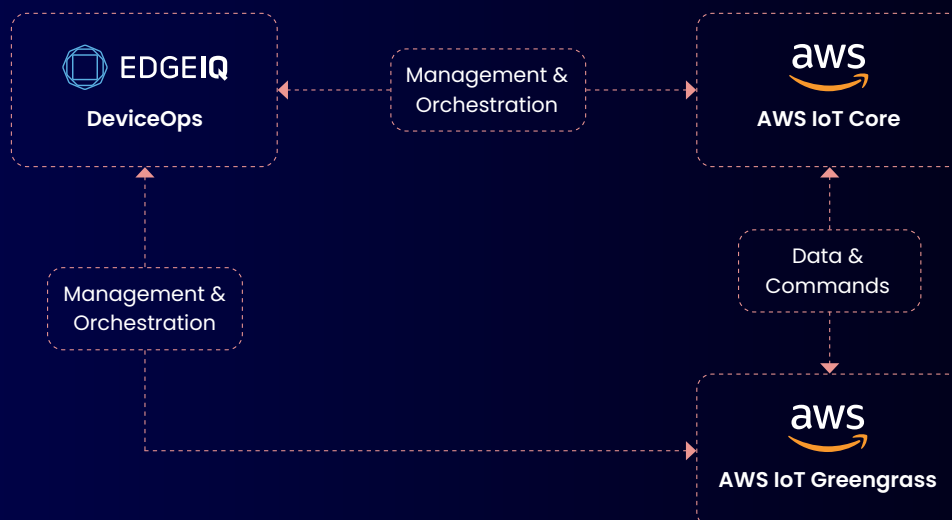 EDGEIQ
DeviceOps
Management &
Orchestration
aws
AWS IoT Core
Management &
Orchestration
Data &
Commands
aws
AWS IoT Greengrass